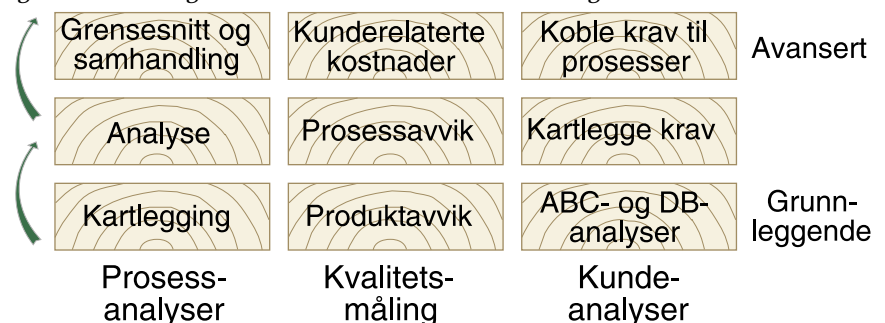 Grensesnitt og
samhandling
Kunderelaterte
kostnader
Koble krav til
prosesser
Avansert
Analyse
Prosessavvik
Kartlegge krav
Kartlegging
Produktavvik
ABC- og DB-
analyser
Grunn-
leggende
Prosess-
analyser
Kvalitets-
måling
Kunde-
analyser